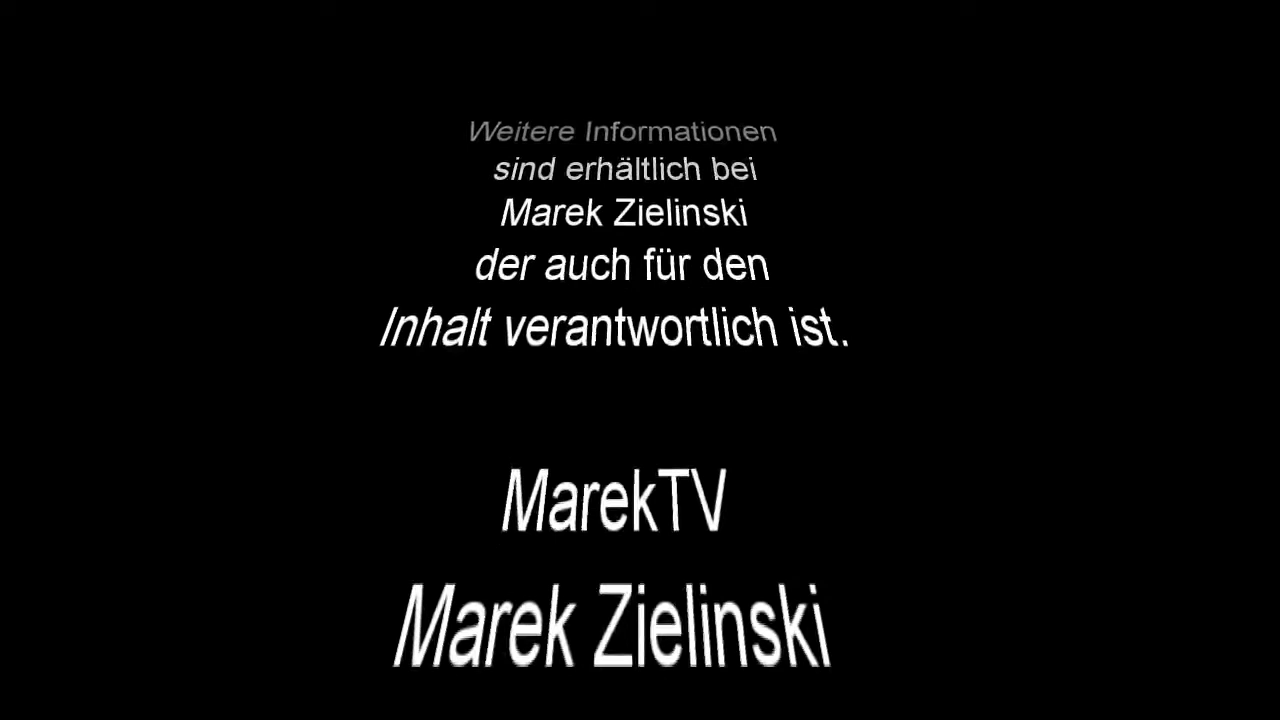 Weitere Informationen
sind erhältlich bei
Marek Zielinski
der auch für den
Inhalt verantwortlich ist.
MarekTV
Marek Zielinski